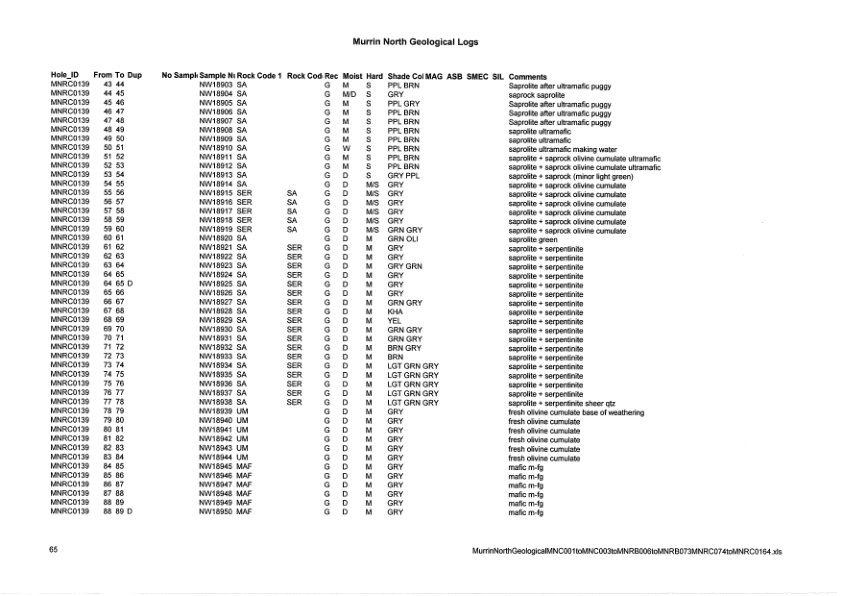 Murrin North Geological Logs
Hole_ID From To Dup No Sampl Sample Nu Rock Code 1 Rock Cod Rec Moist Hard Shade Col MAG ASB SMEC SIL Comments
MNRC0139 43 44 NW18903 SA G M S PPL BRN Saprolite after ultramafic puggy
MNRC0139 44 45 NW18904 SA G M/D S GRY saprock saprolite
MNRC0139 45 46 NW18905 SA G M S PPL GRY Saprolite after ultramafic puggy
MNRC0139 46 47 NW18906 SA G M S PPL BRN Saprolite after ultramafic puggy
MNRC0139 47 48 NW18907 SA G M S PPL BRN Saprolite after ultramafic puggy
MNRC0139 48 49 NW18908 SA G M S PPL BRN saprolite ultramafic
MNRC0139 49 50 NW18909 SA G M S PPL BRN saprolite ultramafic
MNRC0139 50 51 NW18910 SA G W S PPL BRN saprolite ultramafic making water
MNRC0139 51 52 NW18911 SA G M S PPL BRN saprolite + saprock olivine cumulate ultramafic
MNRC0139 52 53 NW18912 SA G M S PPL BRN saprolite + saprock olivine cumulate ultramafic
MNRC0139 53 54 NW18913 SA G D S GRY PPL saprolite + saprock (minor light green)
MNRC0139 54 55 NW18914 SA G D M/S GRY saprolite + saprock olivine cumulate
MNRC0139 55 56 NW18915 SER SA G D M/S GRY saprolite + saprock olivine cumulate
MNRC0139 56 57 NW18916 SER SA G D M/S GRY saprolite + saprock olivine cumulate
MNRC0139 57 58 NW18917 SER SA G D M/S GRY saprolite + saprock olivine cumulate
MNRC0139 58 59 NW18918 SER SA G D M/S GRY saprolite + saprock olivine cumulate
MNRC0139 59 60 NW18919 SER SA G D M/S GRN GRY saprolite + saprock olivine cumulate
MNRC0139 60 61 NW18920 SA G D M GRN OLI saprolite green
MNRC0139 61 62 NW18921 SA SER G D M GRY saprolite + serpentinite
MNRC0139 62 63 NW18922 SA SER G D M GRY saprolite + serpentinite
MNRC0139 63 64 NW18923 SA SER G D M GRY GRN saprolite + serpentinite
MNRC0139 64 65 NW18924 SA SER G D M GRY saprolite + serpentinite
MNRC0139 64 65 D NW18925 SA SER G D M GRY saprolite + serpentinite
MNRC0139 65 66 NW18926 SA SER G D M GRY saprolite + serpentinite
MNRC0139 66 67 NW18927 SA SER G D M GRN GRY saprolite + serpentinite
MNRC0139 67 68 NW18928 SA SER G D M KHA saprolite + serpentinite
MNRC0139 68 69 NW18929 SA SER G D M YEL saprolite + serpentinite
MNRC0139 69 70 NW18930 SA SER G D M GRN GRY saprolite + serpentinite
MNRC0139 70 71 NW18931 SA SER G D M GRN GRY saprolite + serpentinite
MNRC0139 71 72 NW18932 SA SER G D M BRN GRY saprolite + serpentinite
MNRC0139 72 73 NW18933 SA SER G D M BRN saprolite + serpentinite
MNRC0139 73 74 NW18934 SA SER G D M LGT GRN GRY saprolite + serpentinite
MNRC0139 74 75 NW18935 SA SER G D M LGT GRN GRY saprolite + serpentinite
MNRC0139 75 76 NW18936 SA SER G D M LGT GRN GRY saprolite + serpentinite
MNRC0139 76 77 NW18937 SA SER G D M LGT GRN GRY saprolite + serpentinite
MNRC0139 77 78 NW18938 SA SER G D M LGT GRN GRY saprolite + serpentinite sheer qtz
MNRC0139 78 79 NW18939 UM G D M GRY fresh olivine cumulate base of weathering
MNRC0139 79 80 NW18940 UM G D M GRY fresh olivine cumulate
MNRC0139 80 81 NW18941 UM G D M GRY fresh olivine cumulate
MNRC0139 81 82 NW18942 UM G D M GRY fresh olivine cumulate
MNRC0139 82 83 NW18943 UM G D M GRY fresh olivine cumulate
MNRC0139 83 84 NW18944 UM G D M GRY fresh olivine cumulate
MNRC0139 84 85 NW18945 MAF G D M GRY mafic m-fg
MNRC0139 85 86 NW18946 MAF G D M GRY mafic m-fg
MNRC0139 86 87 NW18947 MAF G D M GRY mafic m-fg
MNRC0139 87 88 NW18948 MAF G D M GRY mafic m-fg
MNRC0139 88 89 NW18949 MAF G D M GRY mafic m-fg
MNRC0139 88 89 D NW18950 MAF G D M GRY mafic m-fg
65 MurrinNorthGeologicalMNC001toMNC003toMNRB006toMNRB073MNRC074toMNRC0164.xls